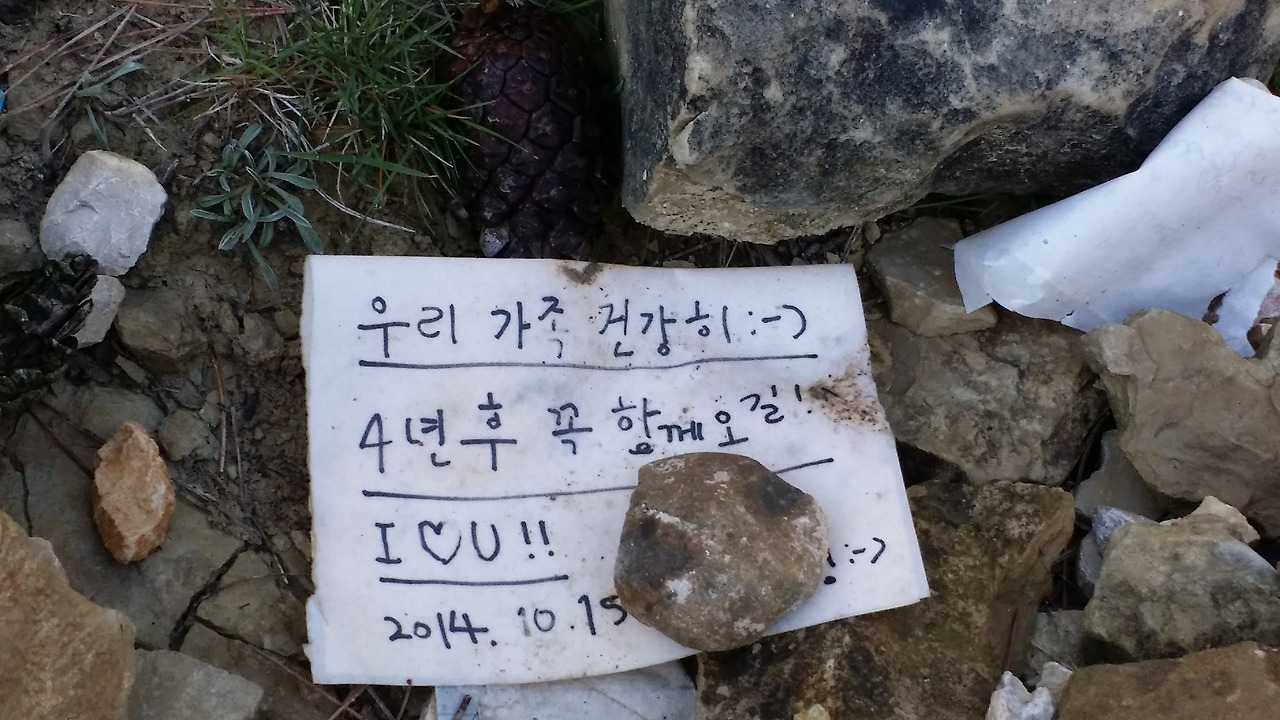 우리 가족 건강히:-)
4년 후 꼭 함께 오길!
I ♡ U !!
2014. 10. 15
! :->